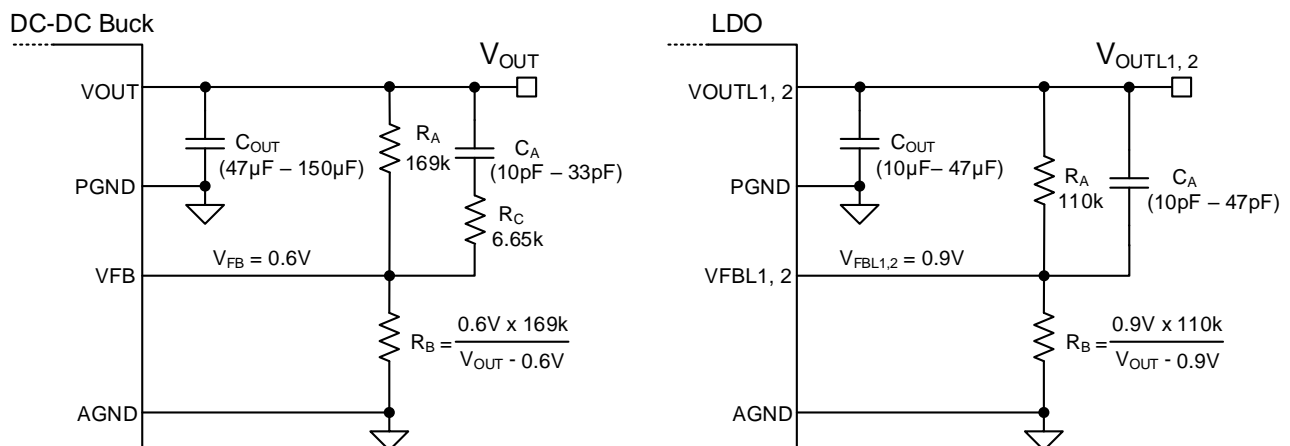 DC-DC Buck
VOUT
VOUT
COUT
(47µF – 150µF)
RA
169k
CA
(10pF – 33pF)
PGND
RC
6.65k
VFB
VFB = 0.6V
RB = 0.6V x 169k
VOUT - 0.6V
AGND
LDO
VOUTL1, 2
VOUTL1, 2
COUT
(10µF– 47µF)
RA
110k
CA
(10pF – 47pF)
PGND
VFBL1, 2
VFBL1,2 = 0.9V
RB = 0.9V x 110k
VOUT - 0.9V
AGND